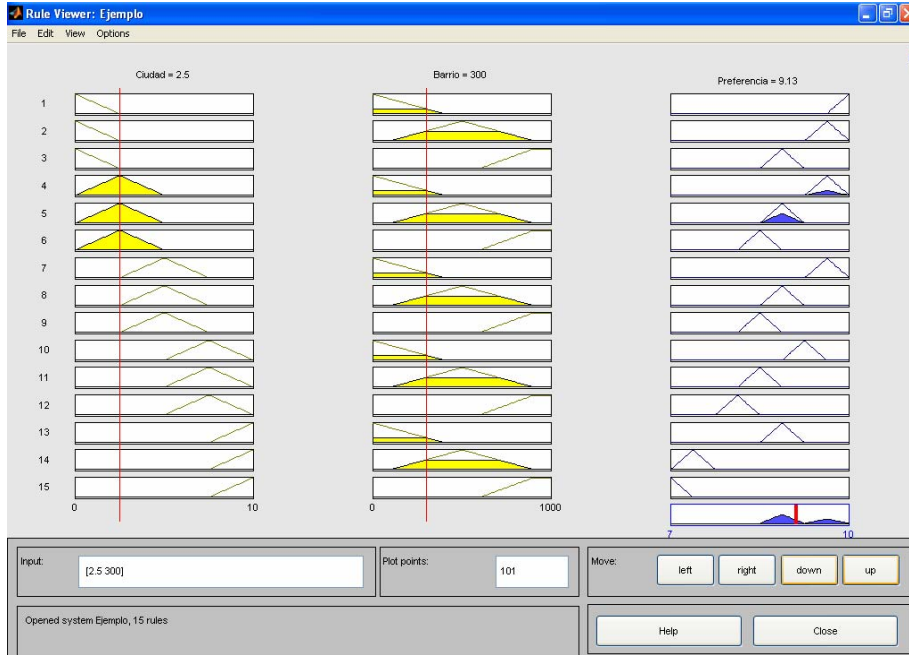 Rule Viewer: Ejemplo
File Edit View Options
Ciudad = 2.5 Barrio = 300 Preferencia = 9.13
1
2
3
4
5
6
7
8
9
10
11
12
13
14
15
0 10 0 1000
7 10
Input: [2.5 300] Plot points: 101 Move: left right down up
Opened system Ejemplo, 15 rules Help Close